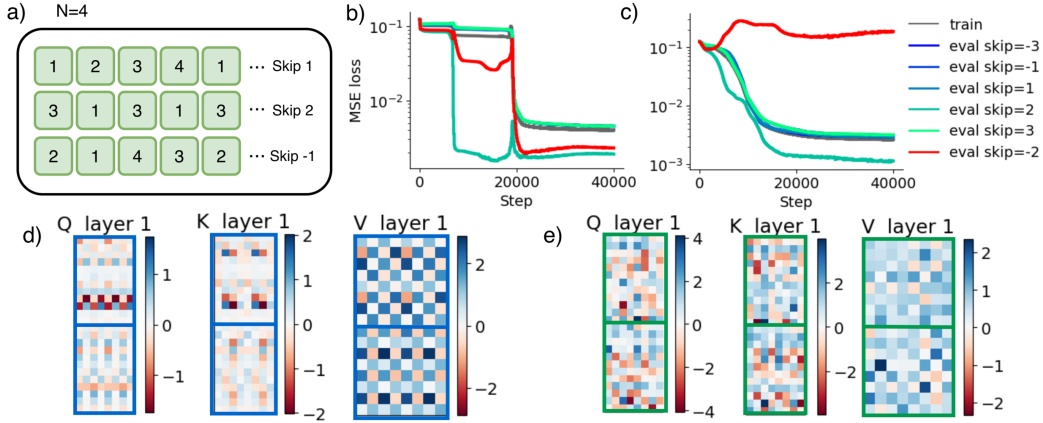 a) N=4
1 2 3 4 1 ... Skip 1
3 1 3 1 3 ... Skip 2
2 1 4 3 2 ... Skip -1
b)
MSE loss
10⁻¹
10⁻²
0 20000 40000
Step
c)
10⁻¹
10⁻²
10⁻³
0 20000 40000
Step
train
eval skip=-3
eval skip=-1
eval skip=1
eval skip=2
eval skip=3
eval skip=-2
d)
Q layer 1
1
0
−1
K layer 1
2
1
0
−1
−2
V layer 1
2
0
−2
e)
Q layer 1
4
2
0
−2
−4
K layer 1
2
0
−2
V layer 1
2
1
0
−1
−2